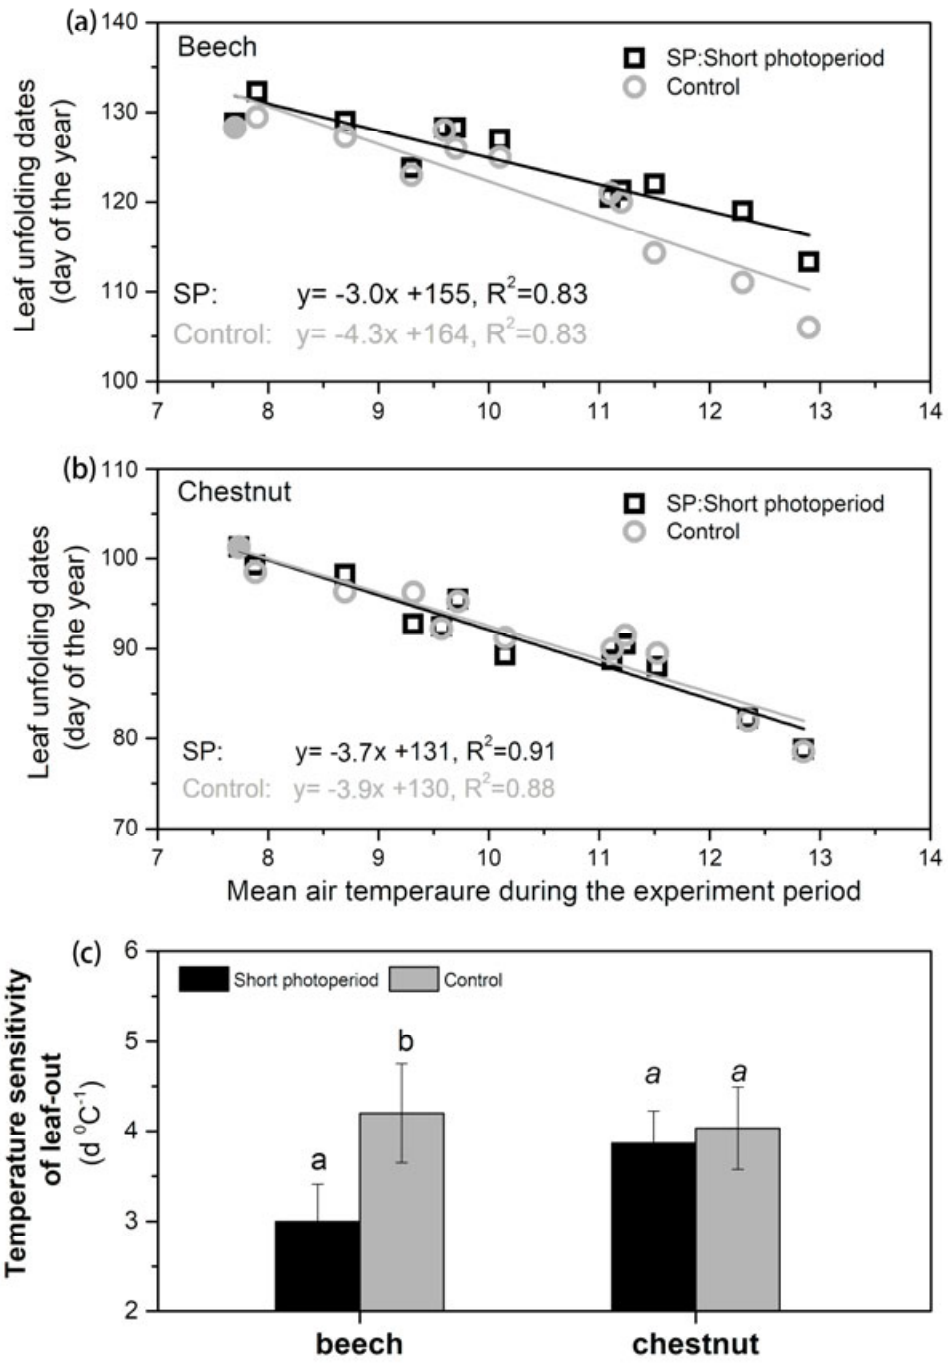 (a)
Beech
SP:Short photoperiod
Control
Leaf unfolding dates
(day of the year)
140
130
120
110
100
SP: y= -3.0x +155, R²=0.83
Control: y= -4.3x +164, R²=0.83
7 8 9 10 11 12 13 14
(b)
Chestnut
SP:Short photoperiod
Control
Leaf unfolding dates
(day of the year)
110
100
90
80
70
SP: y= -3.7x +131, R²=0.91
Control: y= -3.9x +130, R²=0.88
7 8 9 10 11 12 13 14
Mean air temperaure during the experiment period
(c)
Short photoperiod Control
Temperature sensitivity
of leaf-out
(d ⁰C⁻¹)
6
5
4
3
2
a b a a
beech chestnut